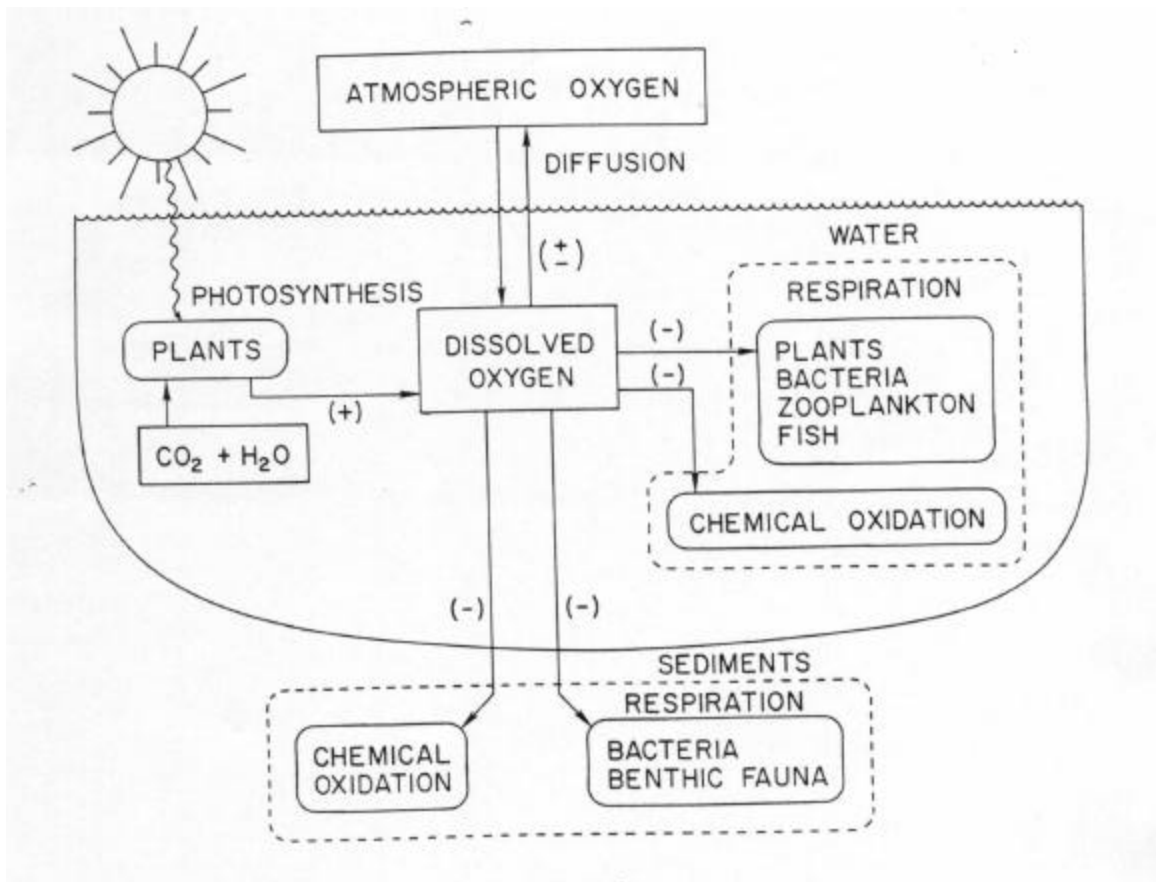 ATMOSPHERIC OXYGEN
DIFFUSION
(±)
WATER
PHOTOSYNTHESIS
RESPIRATION
PLANTS
DISSOLVED
OXYGEN
(-)
(-)
PLANTS
BACTERIA
ZOOPLANKTON
FISH
(+)
CO₂ + H₂O
CHEMICAL OXIDATION
(-)
(-)
SEDIMENTS
RESPIRATION
CHEMICAL
OXIDATION
BACTERIA
BENTHIC FAUNA